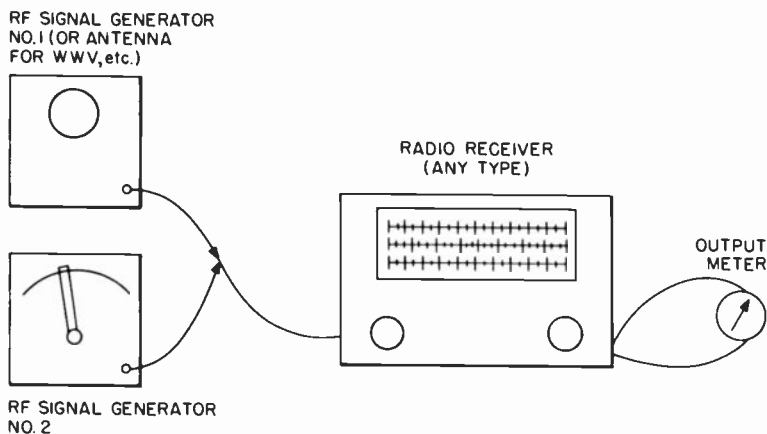 RF SIGNAL GENERATOR
NO.1 (OR ANTENNA
FOR WWV, etc.)
RADIO RECEIVER
(ANY TYPE)
OUTPUT
METER
RF SIGNAL GENERATOR
NO. 2